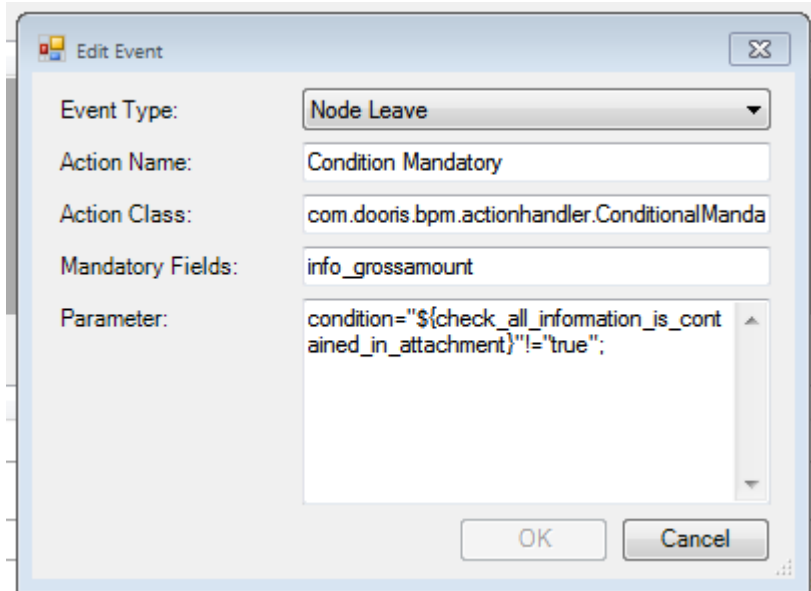 Edit Event
Event Type: Node Leave
Action Name: Condition Mandatory
Action Class: com.dooris.bpm.actionhandler.ConditionalManda
Mandatory Fields: info_grossamount
Parameter: condition="${check_all_information_is_cont
ained_in_attachment}"!="true";
OK Cancel